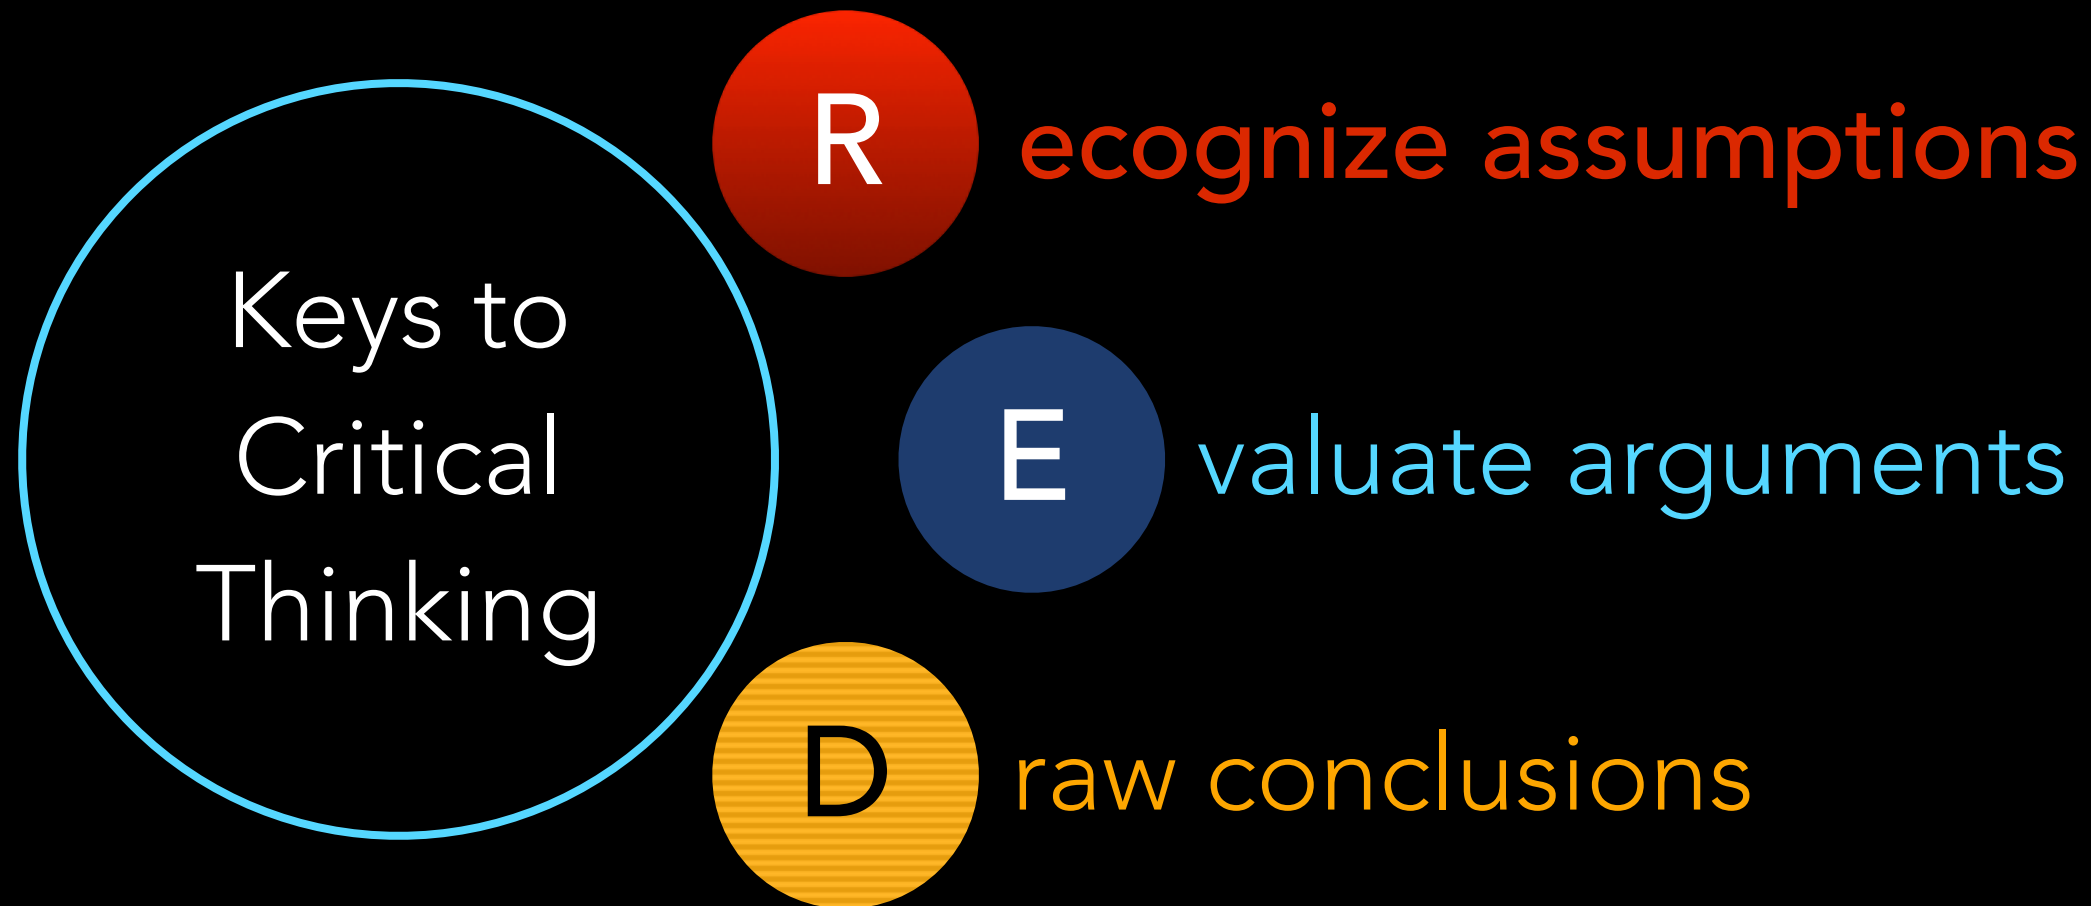 Keys to
Critical
Thinking
R ecognize assumptions
E valuate arguments
D raw conclusions